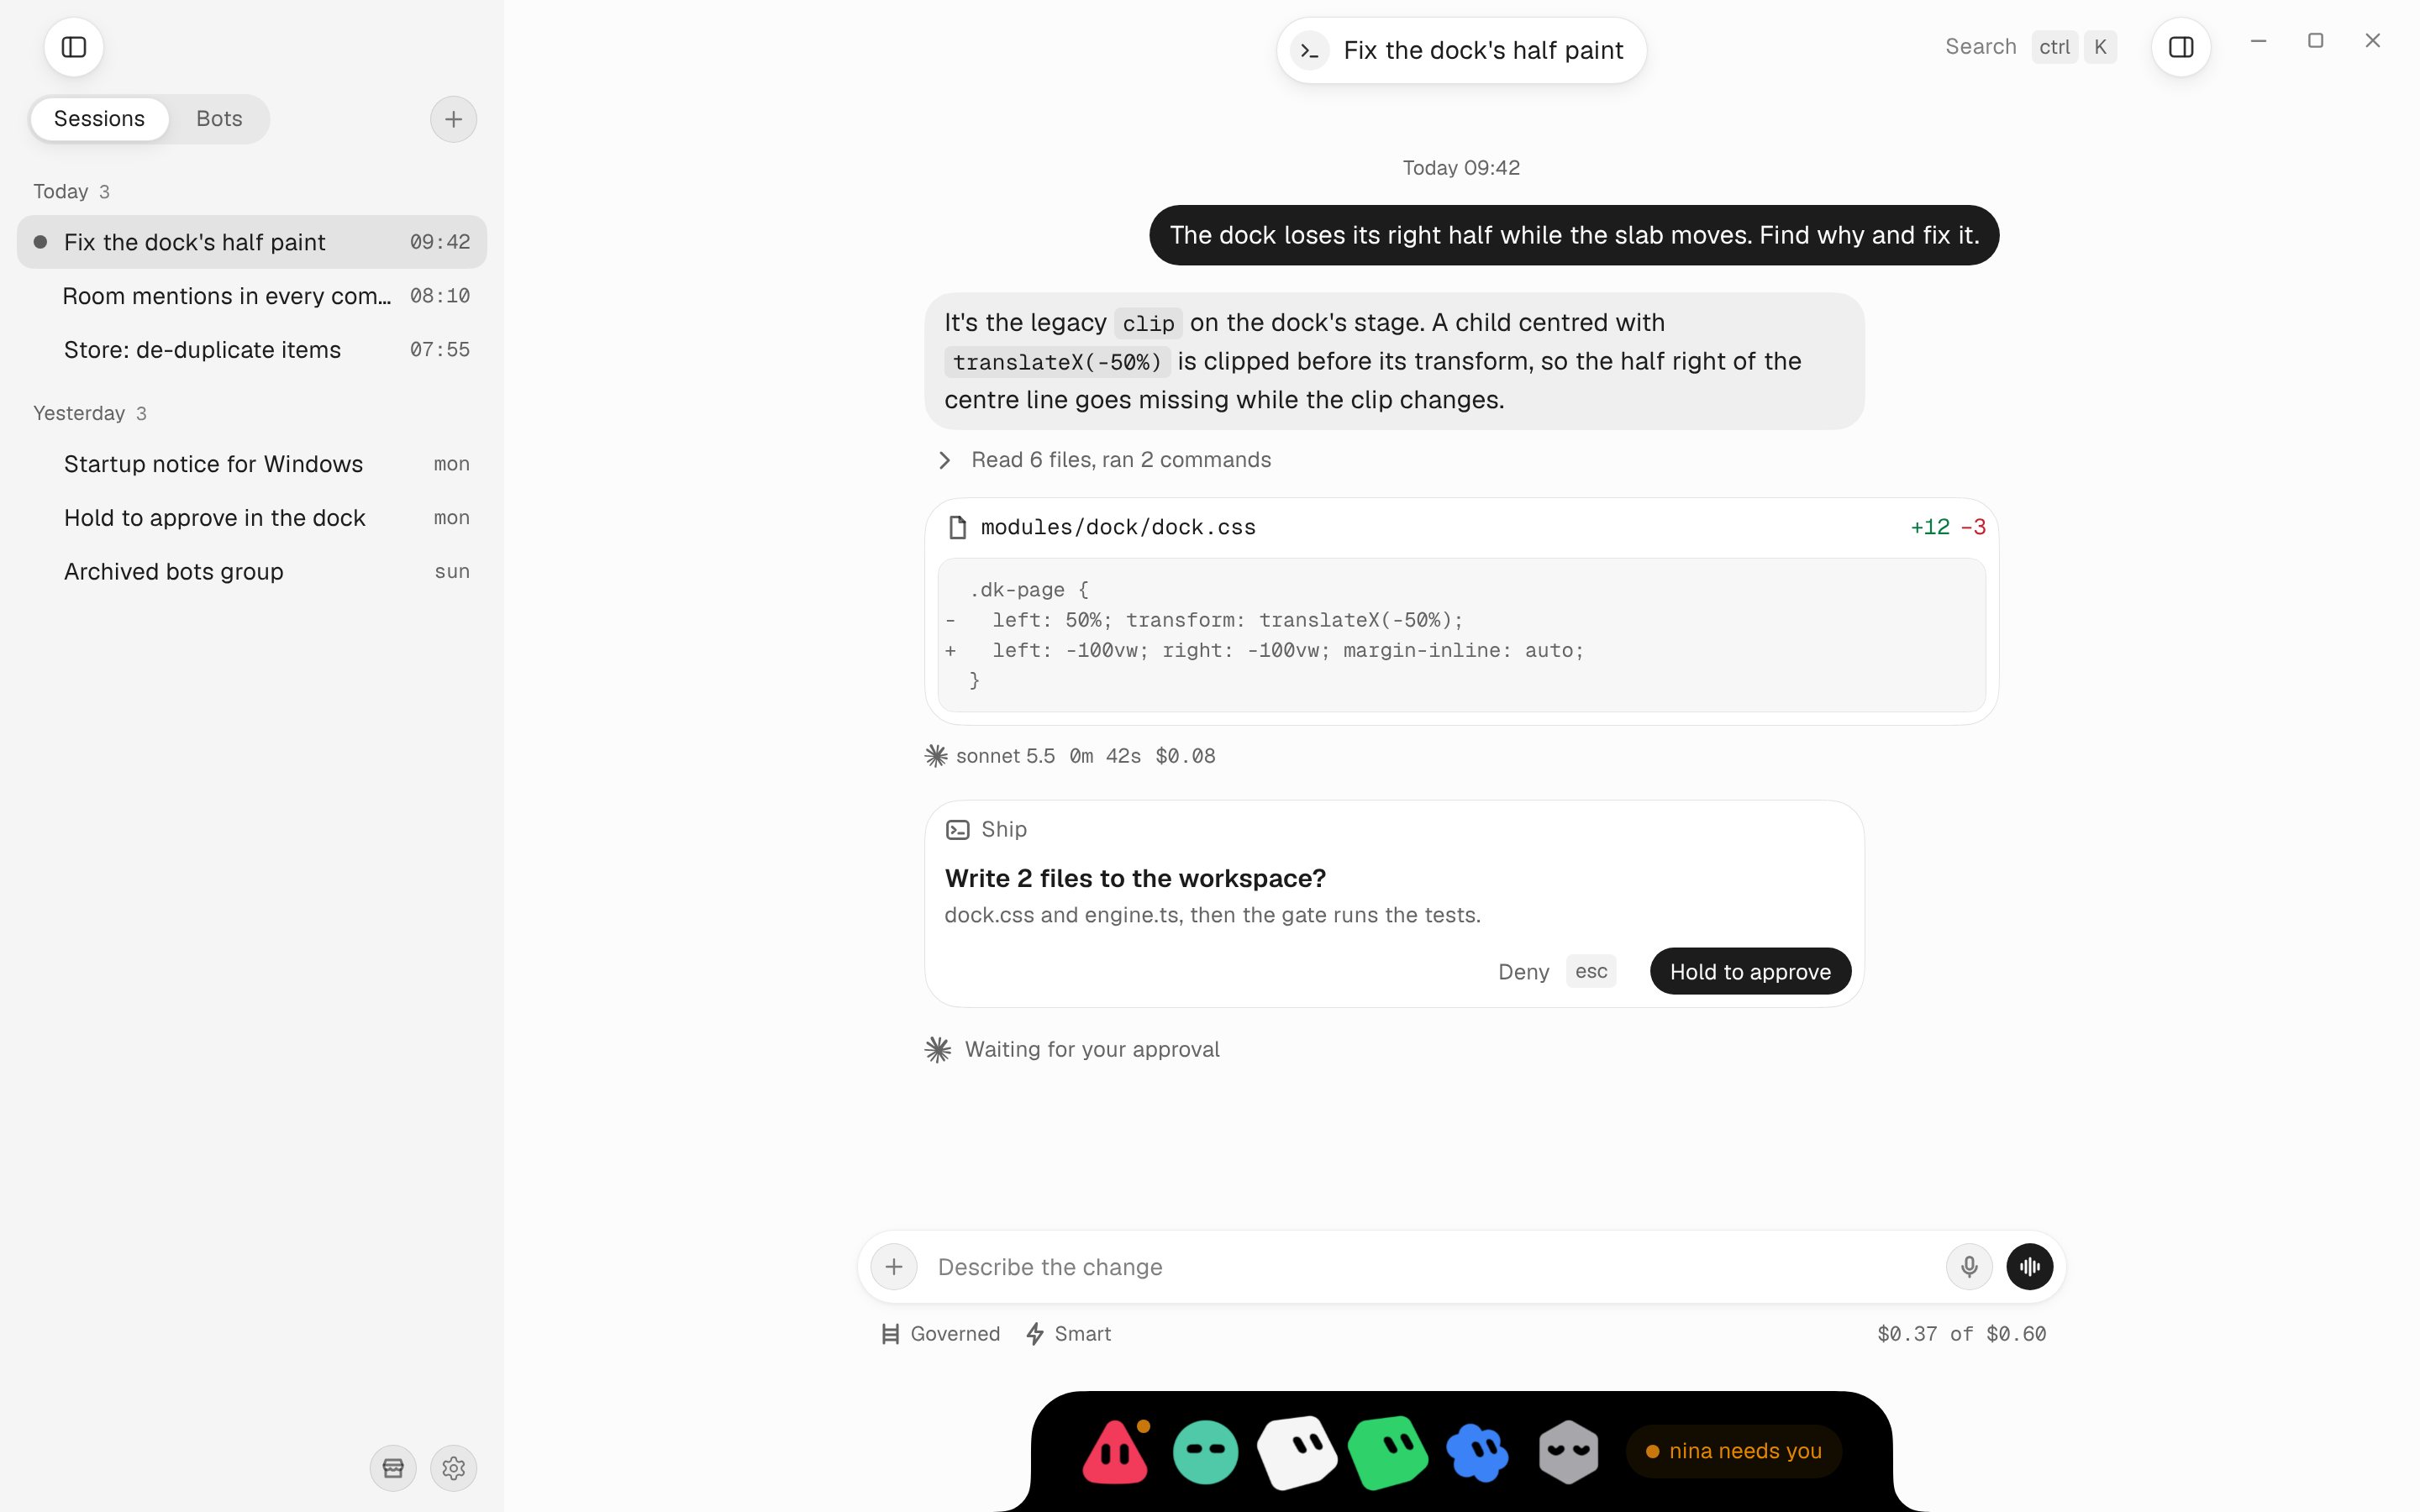 Fix the dock's half paint
Search ctrl K
Sessions Bots
Today 3
Fix the dock's half paint 09:42
Room mentions in every com… 08:10
Store: de-duplicate items 07:55
Yesterday 3
Startup notice for Windows mon
Hold to approve in the dock mon
Archived bots group sun
Today 09:42
The dock loses its right half while the slab moves. Find why and fix it.
It's the legacy clip on the dock's stage. A child centred with
translateX(-50%) is clipped before its transform, so the half right of the
centre line goes missing while the clip changes.
Read 6 files, ran 2 commands
modules/dock/dock.css +12 −3
.dk-page {
-   left: 50%; transform: translateX(-50%);
+   left: -100vw; right: -100vw; margin-inline: auto;
}
sonnet 5.5 0m 42s $0.08
Ship
Write 2 files to the workspace?
dock.css and engine.ts, then the gate runs the tests.
Deny esc Hold to approve
Waiting for your approval
Describe the change
Governed Smart $0.37 of $0.60
nina needs you